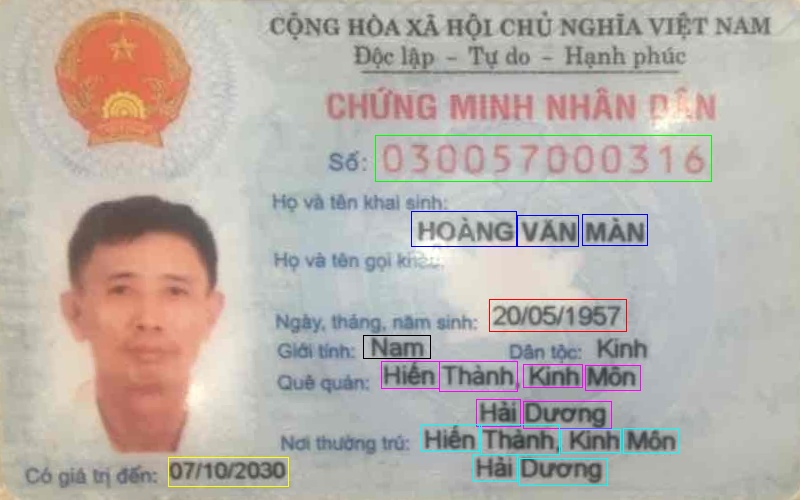 CỘNG HÒA XÃ HỘI CHỦ NGHĨA VIỆT NAM
Độc lập - Tự do - Hạnh phúc
CHỨNG MINH NHÂN DÂN
Số: 030057000316
Họ và tên khai sinh:
HOÀNG VĂN MÀN
Họ và tên gọi khác:
Ngày, tháng, năm sinh: 20/05/1957
Giới tính: Nam Dân tộc: Kinh
Quê quán: Hiến Thành, Kinh Môn
Hải Dương
Nơi thường trú: Hiến Thành, Kinh Môn
Hải Dương
Có giá trị đến: 07/10/2030